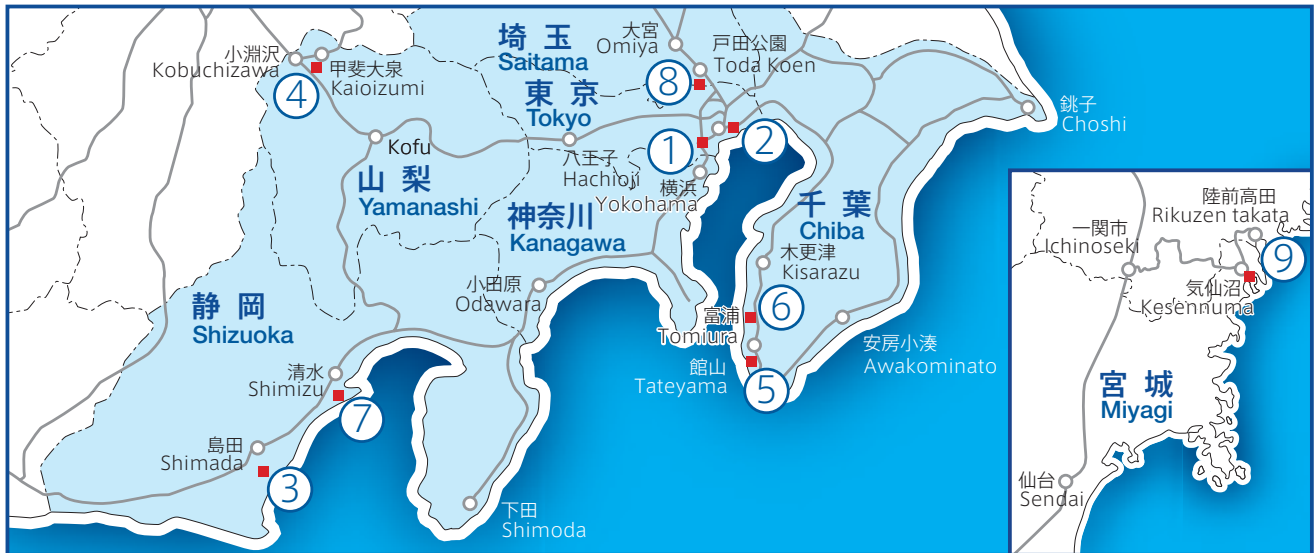 小淵沢
Kobuchizawa
甲斐大泉
Kaioizumi
④
埼玉
Saitama
大宮
Omiya
戸田公園
Toda Koen
⑧
東京
Tokyo
①
②
銚子
Choshi
Kofu
八王子
Hachioji
横浜
Yokohama
山梨
Yamanashi
神奈川
Kanagawa
千葉
Chiba
木更津
Kisarazu
小田原
Odawara
静岡
Shizuoka
富浦
Tomiura
⑥
安房小湊
Awakominato
館山
Tateyama
⑤
清水
Shimizu
⑦
島田
Shimada
③
下田
Shimoda
陸前高田
Rikuzen takata
一関市
Ichinoseki
⑨
気仙沼
Kesennuma
宮城
Miyagi
仙台
Sendai